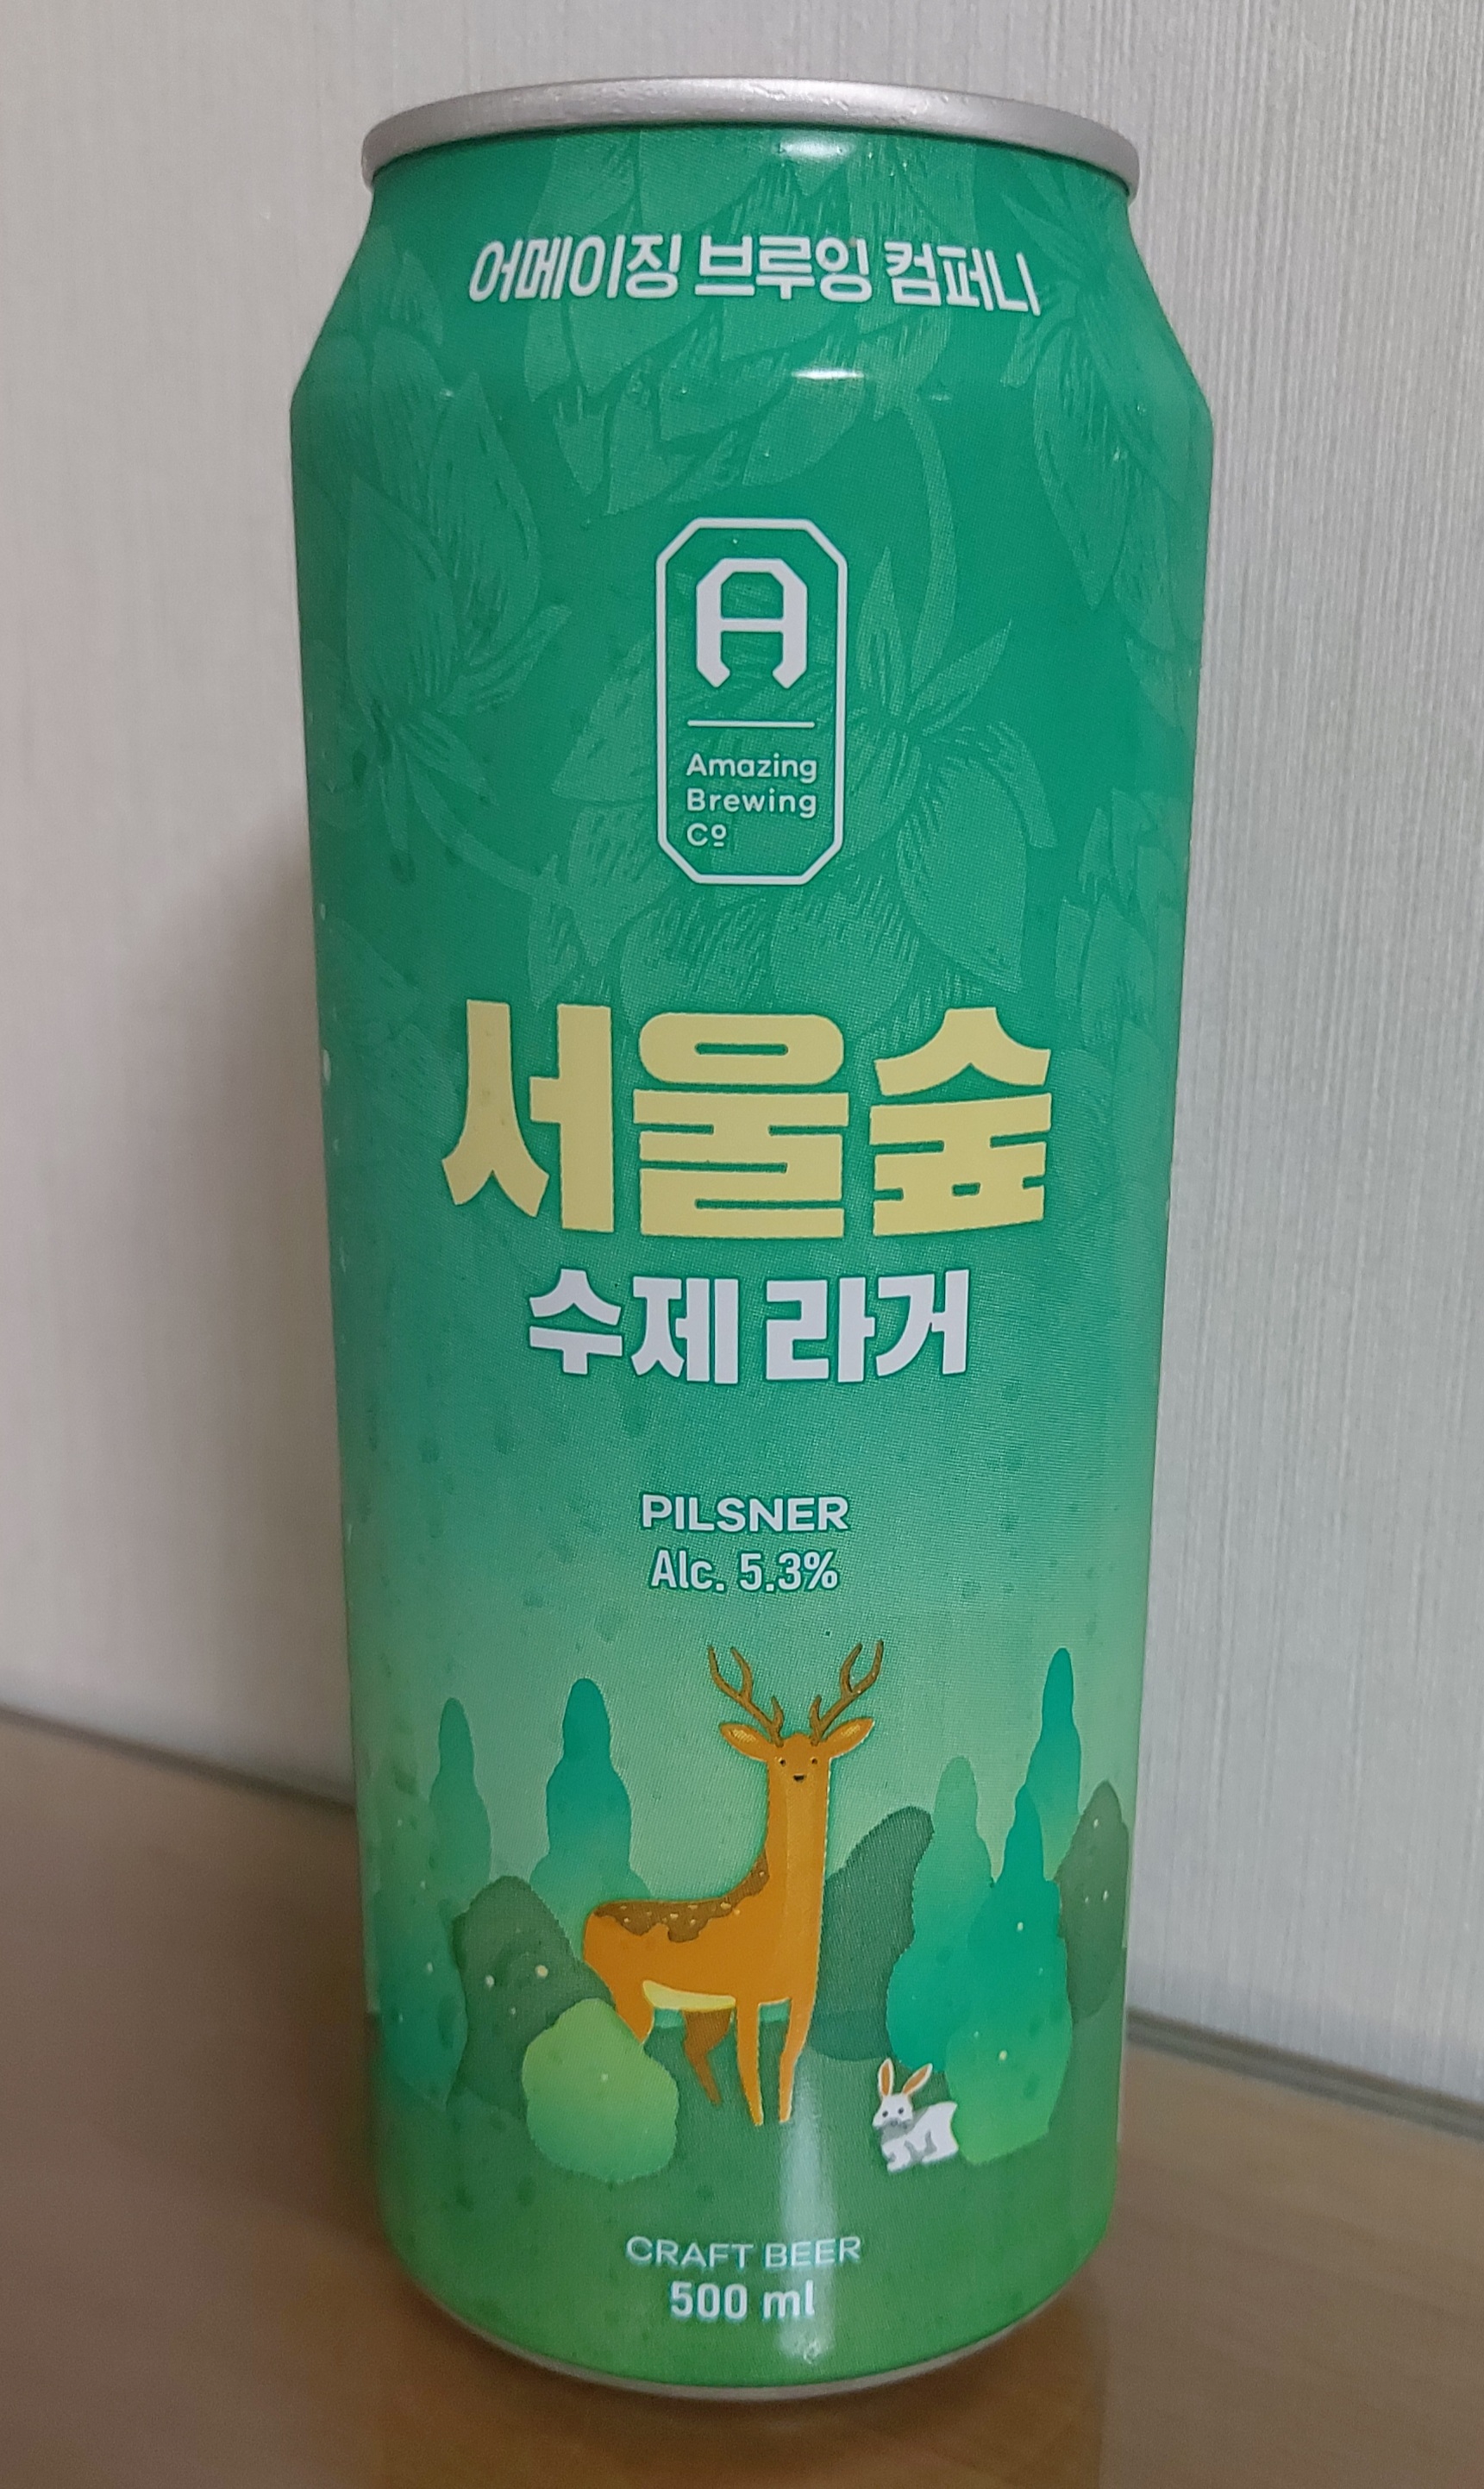 어메이징 브루잉 컴퍼니
A
Amazing
Brewing
Cº
서울숲
수제 라거
PILSNER
Alc. 5.3%
CRAFT BEER
500 ml